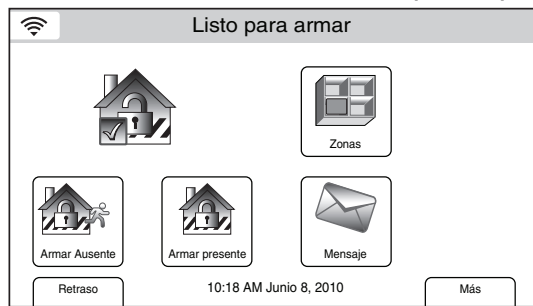 Listo para armar
Zonas
Armar Ausente
Armar presente
Mensaje
Retraso
10:18 AM Junio 8, 2010
Más